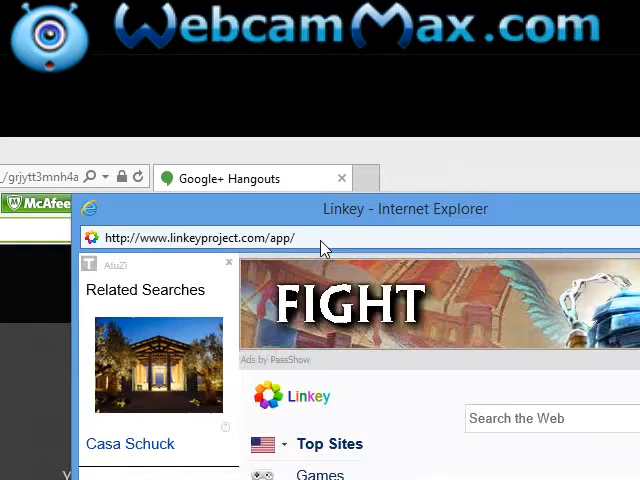 WebcamMax.com
/grjytt3mnh4a
Google+ Hangouts
McAfee
Linkey - Internet Explorer
http://www.linkeyproject.com/app/
T AtuZi
Related Searches
FIGHT
Ads by PassShow
Linkey
Search the Web
Casa Schuck
Top Sites
Games